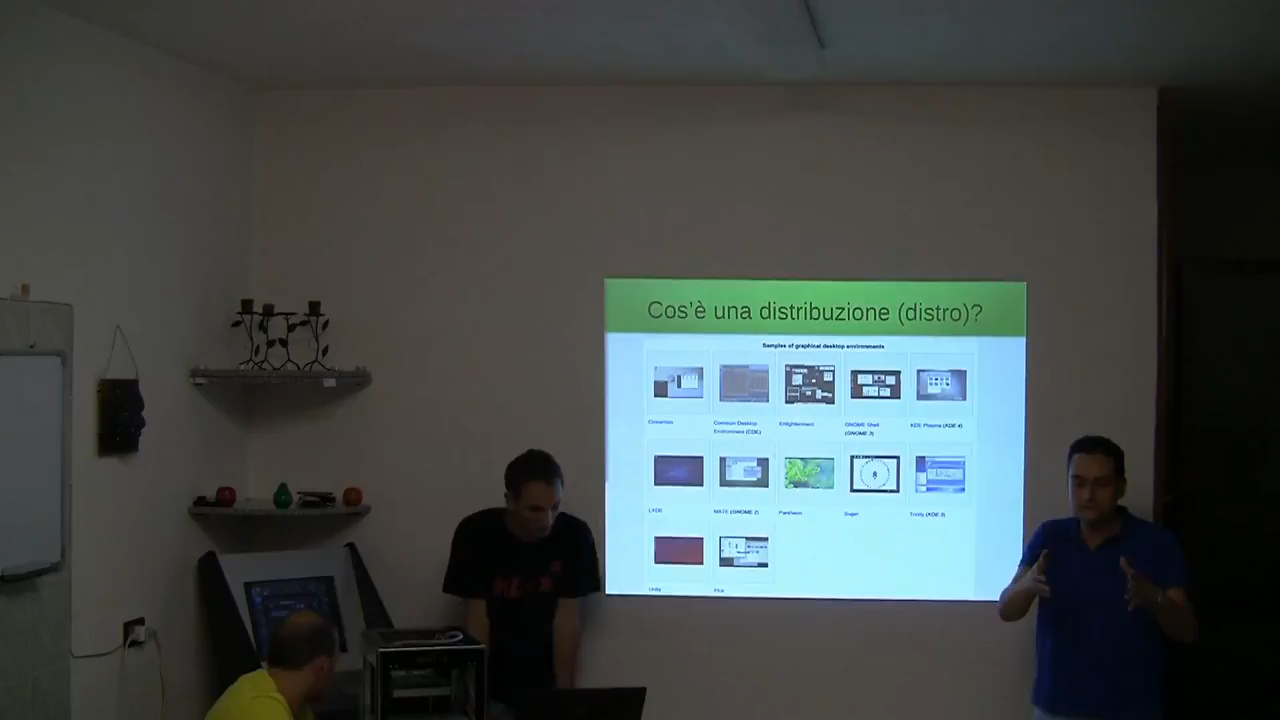 Cos'è una distribuzione (distro)?
Samples of graphical desktop environments
Cinnamon
Common Desktop
Environment (CDE)
Enlightenment
GNOME Shell
(GNOME 3)
KDE Plasma (KDE 4)
LXDE
MATE (GNOME 2)
Pantheon
Sugar
Trinity (KDE 3)
Unity
Xfce